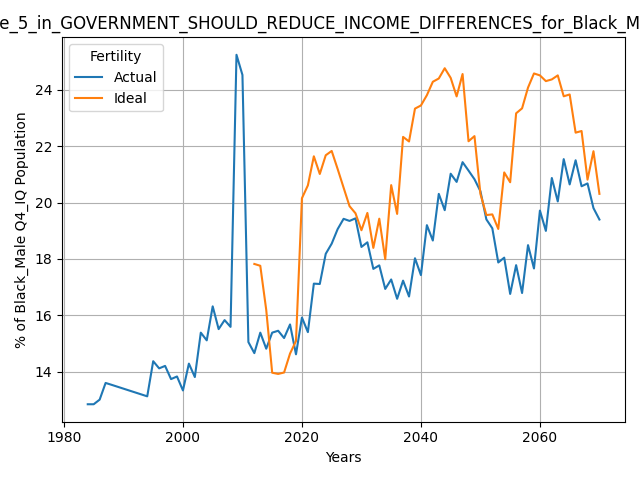 e_5_in_GOVERNMENT_SHOULD_REDUCE_INCOME_DIFFERENCES_for_Black_M
Fertility
Actual
Ideal
% of Black_Male Q4_IQ Population
24
22
20
18
16
14
1980
2000
2020
2040
2060
Years